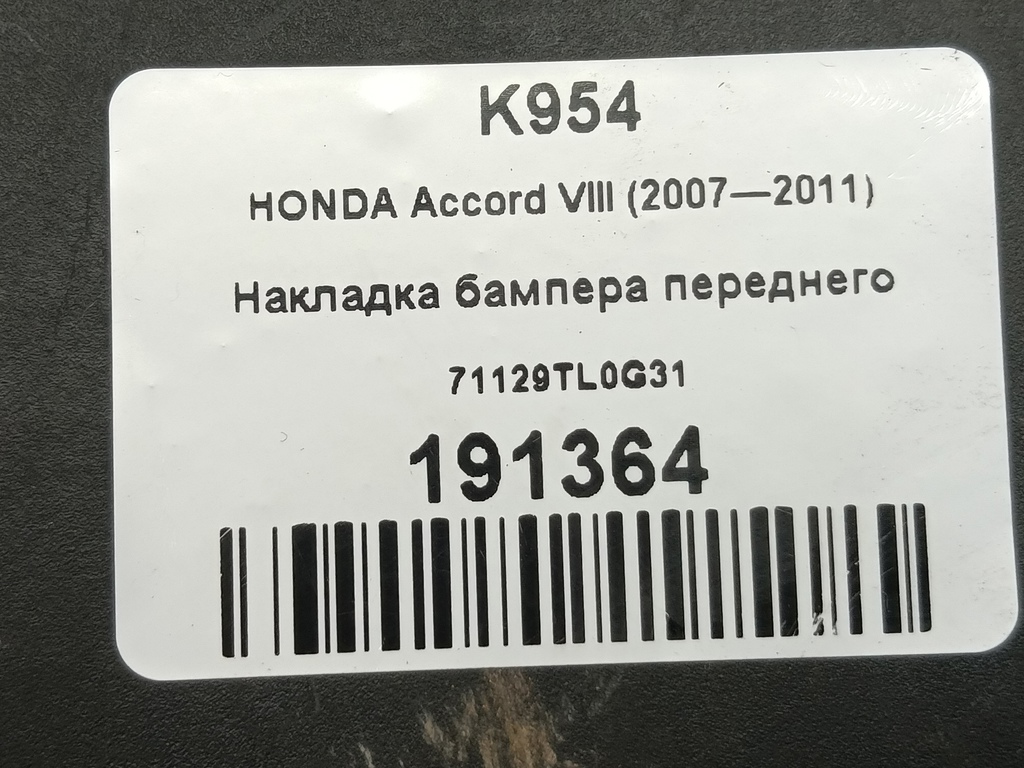 K954
HONDA Accord VIII (2007—2011)
Накладка бампера переднего
71129TL0G31
191364